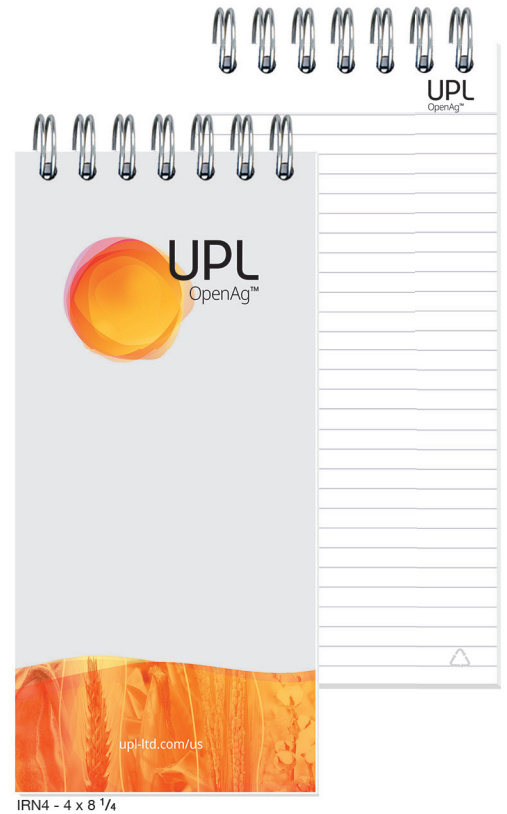 UPL
OpenAg™
UPL
OpenAg™
upl-ltd.com/us
IRN4 - 4 x 8 1/4